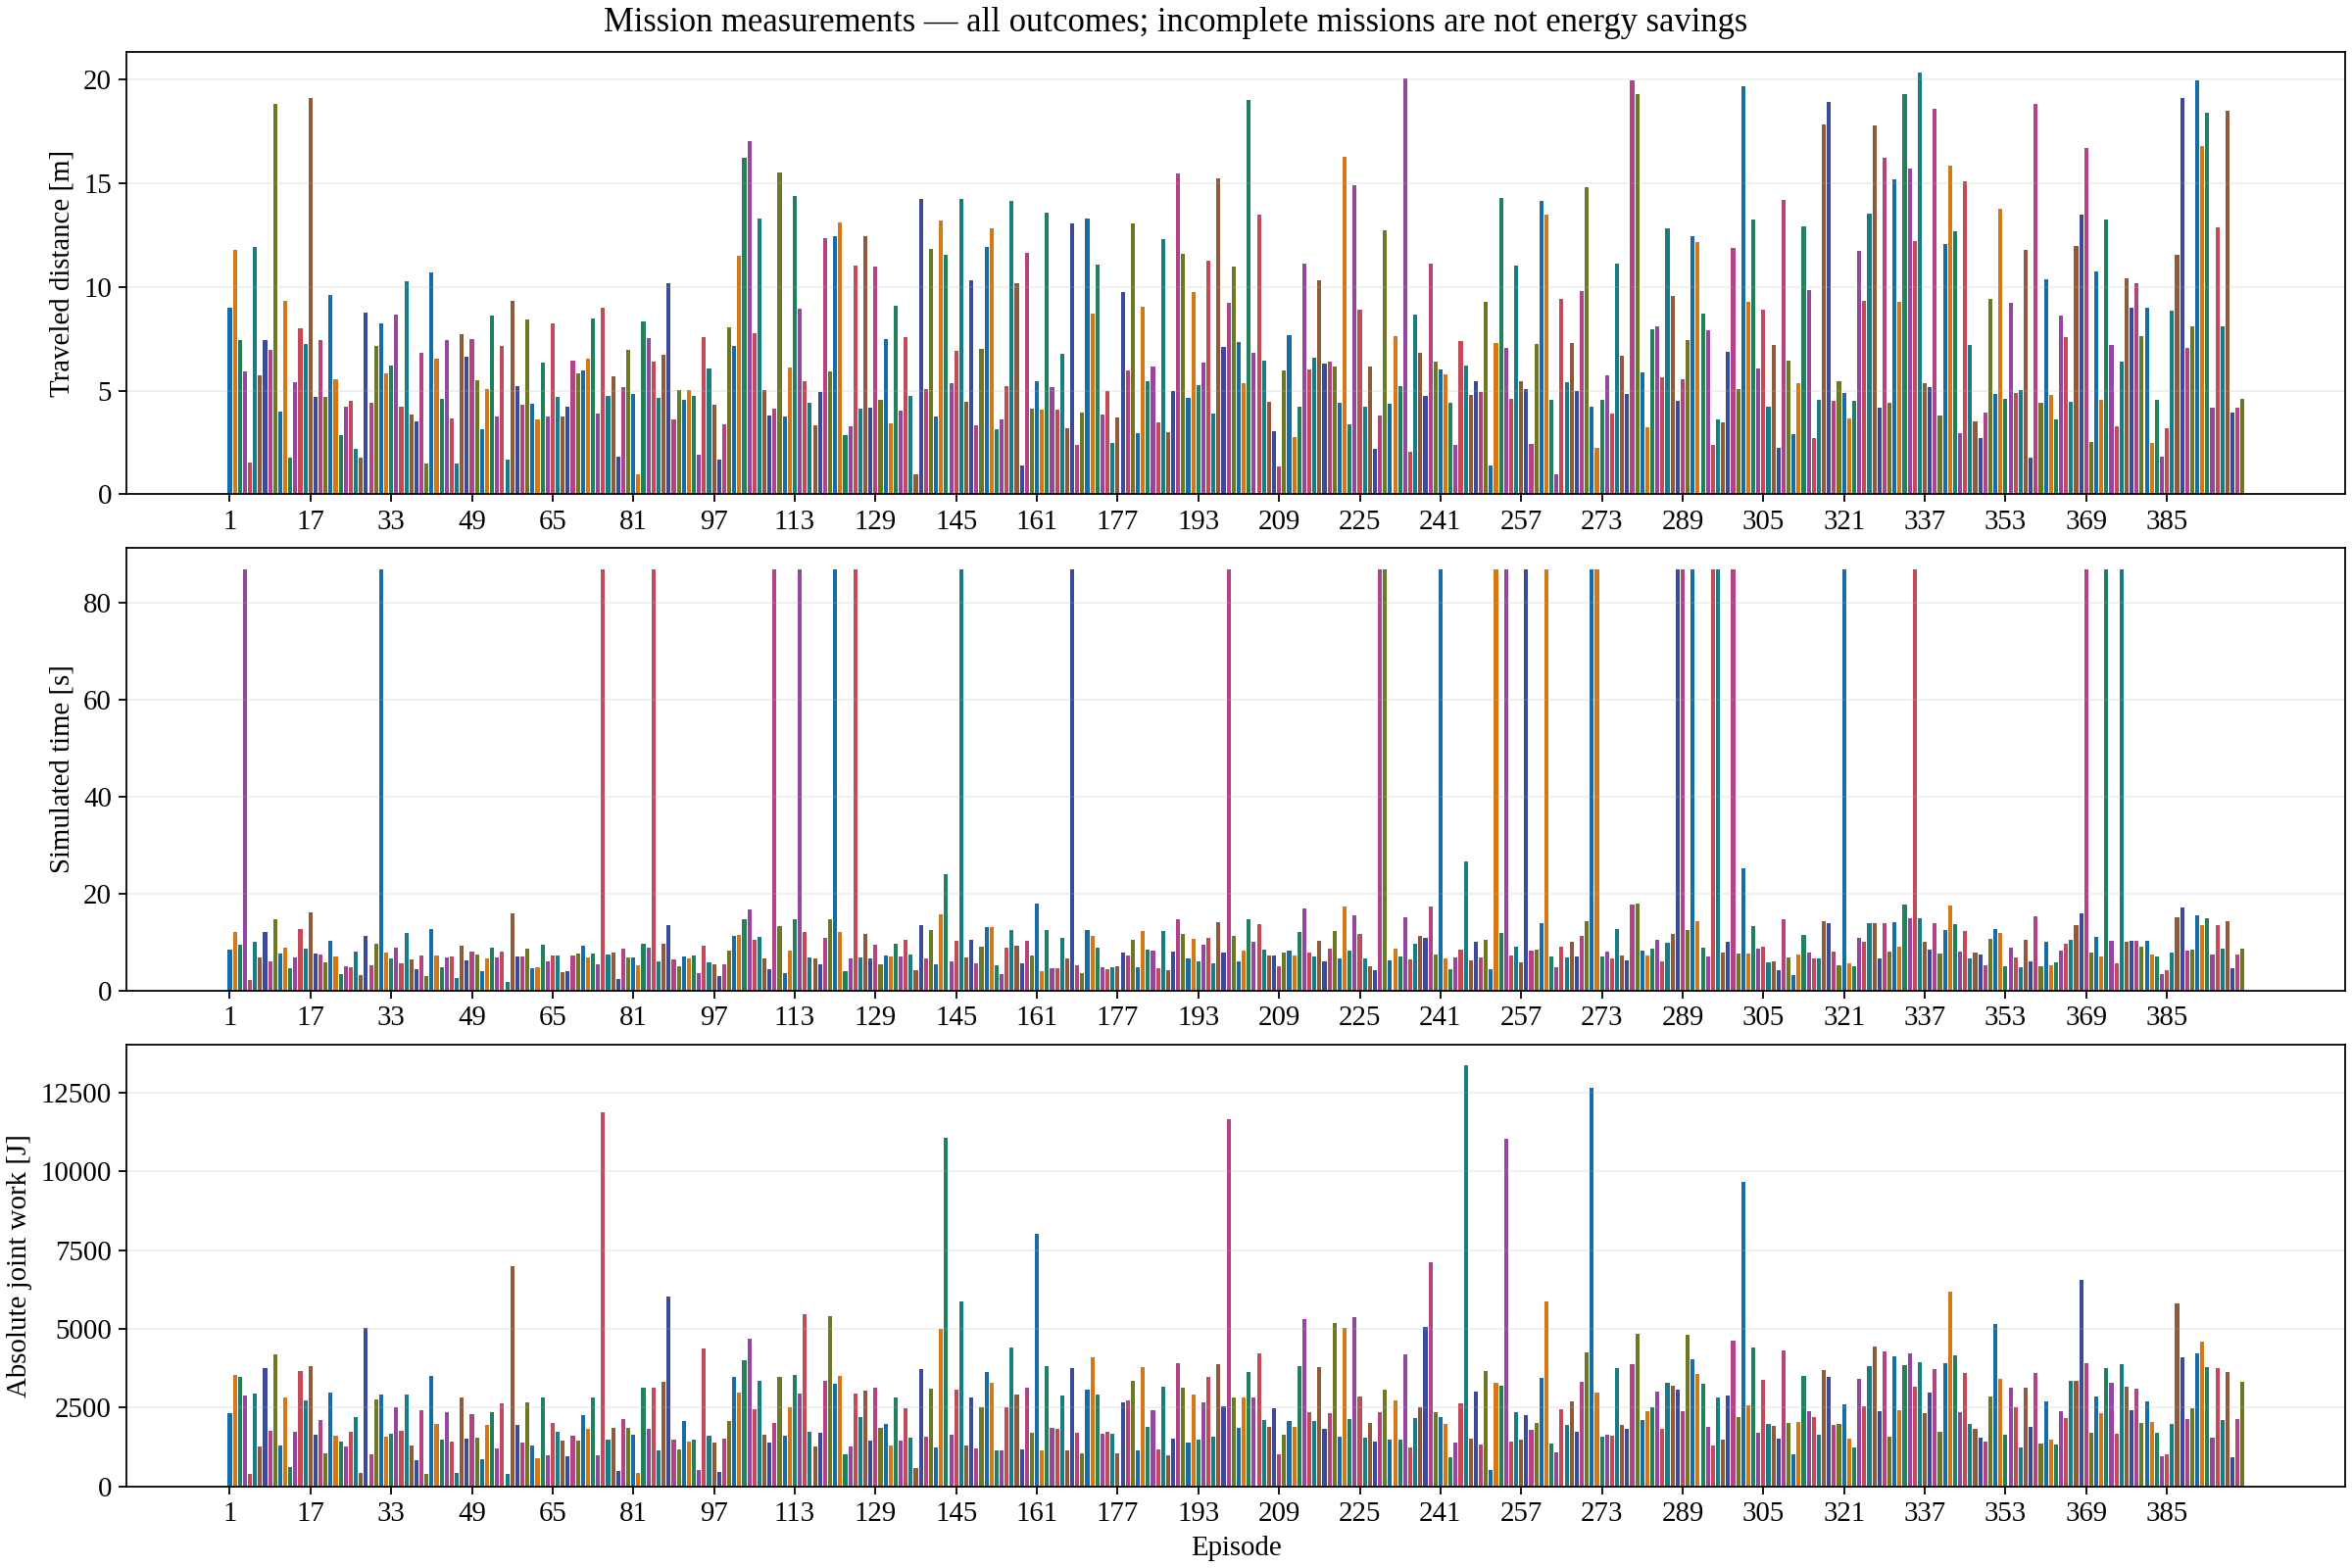 Mission measurements — all outcomes; incomplete missions are not energy savings
Traveled distance [m]
20
15
10
5
0
1 17 33 49 65 81 97 113 129 145 161 177 193 209 225 241 257 273 289 305 321 337 353 369 385
Simulated time [s]
80
60
40
20
0
1 17 33 49 65 81 97 113 129 145 161 177 193 209 225 241 257 273 289 305 321 337 353 369 385
Absolute joint work [J]
12500
10000
7500
5000
2500
0
1 17 33 49 65 81 97 113 129 145 161 177 193 209 225 241 257 273 289 305 321 337 353 369 385
Episode